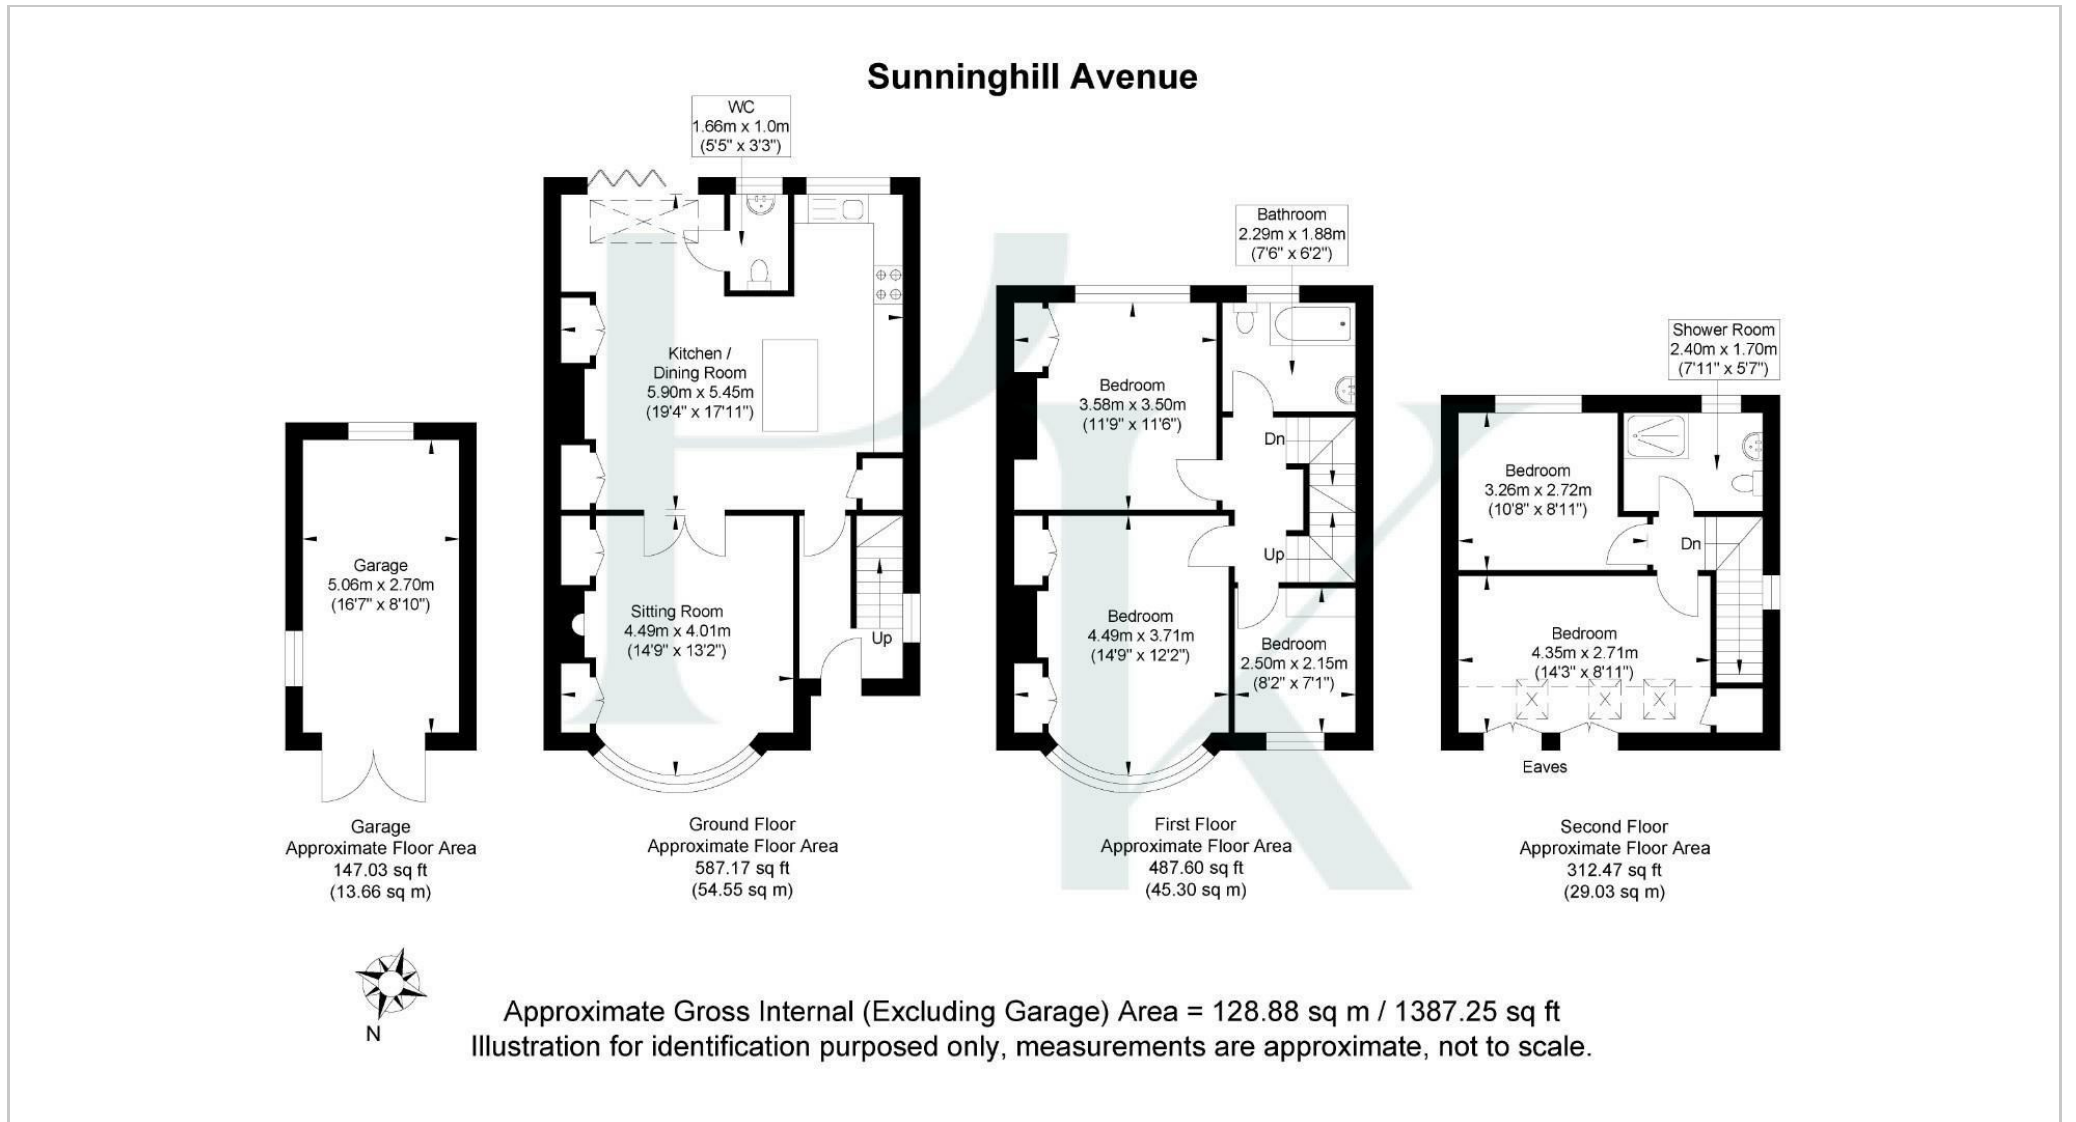 Sunninghill Avenue
WC
1.66m x 1.0m
(5'5" x 3'3")
Kitchen /
Dining Room
5.90m x 5.45m
(19'4" x 17'11")
Sitting Room
4.49m x 4.01m
(14'9" x 13'2")
Up
Garage
5.06m x 2.70m
(16'7" x 8'10")
Bathroom
2.29m x 1.88m
(7'6" x 6'2")
Bedroom
3.58m x 3.50m
(11'9" x 11'6")
Dn
Up
Bedroom
4.49m x 3.71m
(14'9" x 12'2")
Bedroom
2.50m x 2.15m
(8'2" x 7'1")
Shower Room
2.40m x 1.70m
(7'11" x 5'7")
Bedroom
3.26m x 2.72m
(10'8" x 8'11")
Dn
Bedroom
4.35m x 2.71m
(14'3" x 8'11")
Eaves
Garage
Approximate Floor Area
147.03 sq ft
(13.66 sq m)
Ground Floor
Approximate Floor Area
587.17 sq ft
(54.55 sq m)
First Floor
Approximate Floor Area
487.60 sq ft
(45.30 sq m)
Second Floor
Approximate Floor Area
312.47 sq ft
(29.03 sq m)
N
Approximate Gross Internal (Excluding Garage) Area = 128.88 sq m / 1387.25 sq ft
Illustration for identification purposed only, measurements are approximate, not to scale.